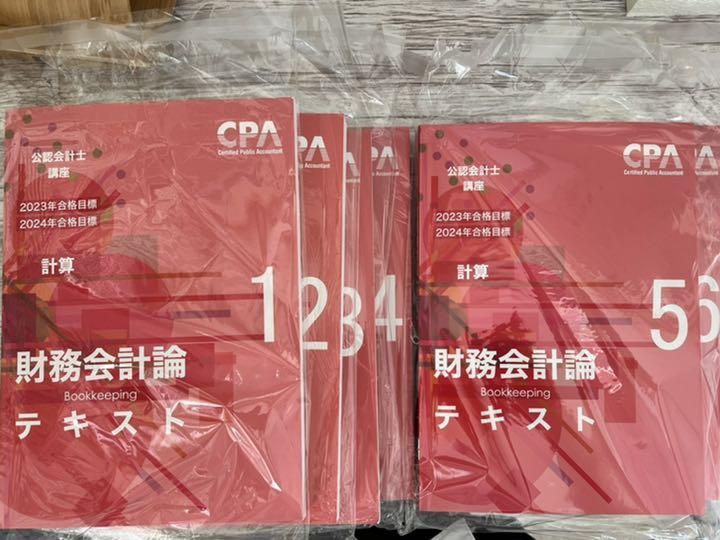 CPA
Certified Public Accountant
公認会計士
講座
2023年合格目標
2024年合格目標
計算
1
財務会計論
Bookkeeping
テキスト
PA
countant
2
3
4
CPA
Certified Public Accountant
公認会計士
講座
2023年合格目標
2024年合格目標
計算
5
財務会計論
Bookkeeping
テキスト
6